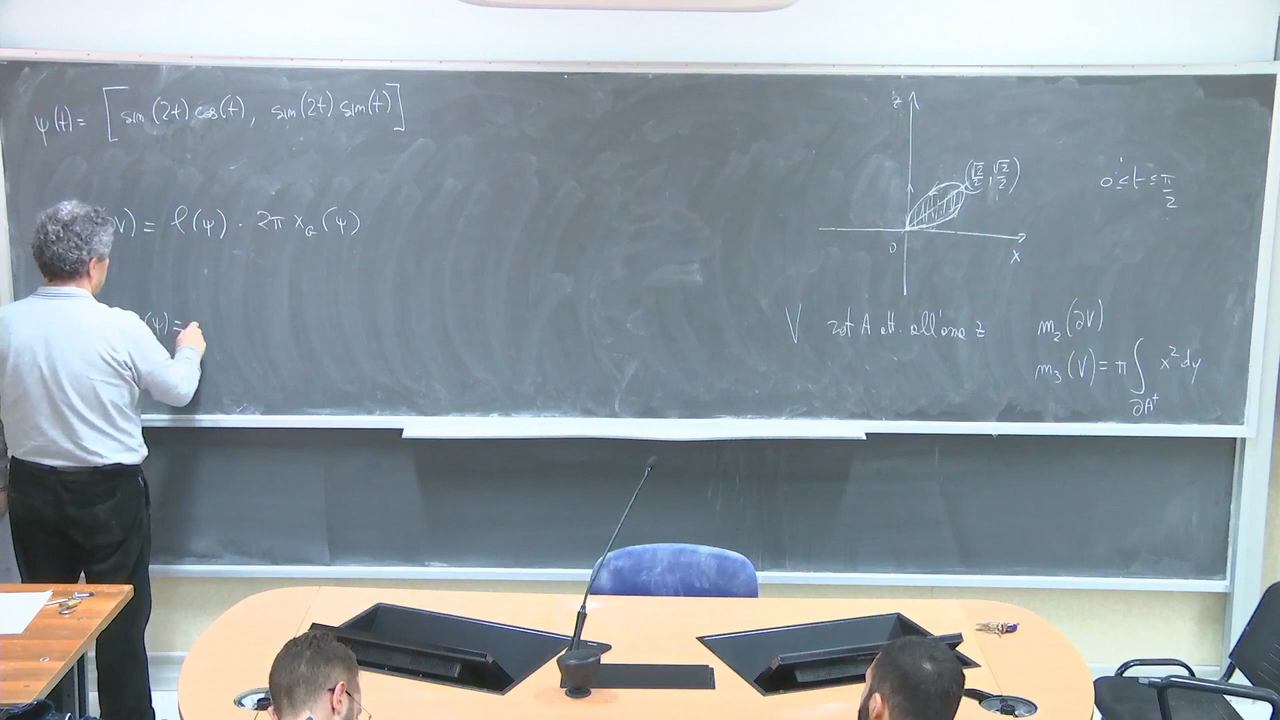 ψ(t) = [sin(2t) cos(t), sin(2t) sin(t)]
V) = ℓ(ψ) · 2π x_G(ψ)
(ψ) =
z
(√2/2, √2/2)
0 ≤ t ≤ π/2
0
x
V rot A att. all'asse z
m₂(∂V)
m₃(V) = π ∫_{∂A⁺} x² dy